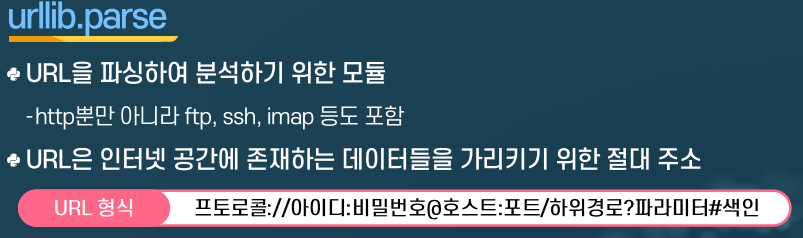 urllib.parse
URL을 파싱하여 분석하기 위한 모듈
-http뿐만 아니라 ftp, ssh, imap 등도 포함
URL은 인터넷 공간에 존재하는 데이터들을 가리키기 위한 절대 주소
URL 형식 프토로콜://아이디:비밀번호@호스트:포트/하위경로?파라미터#색인